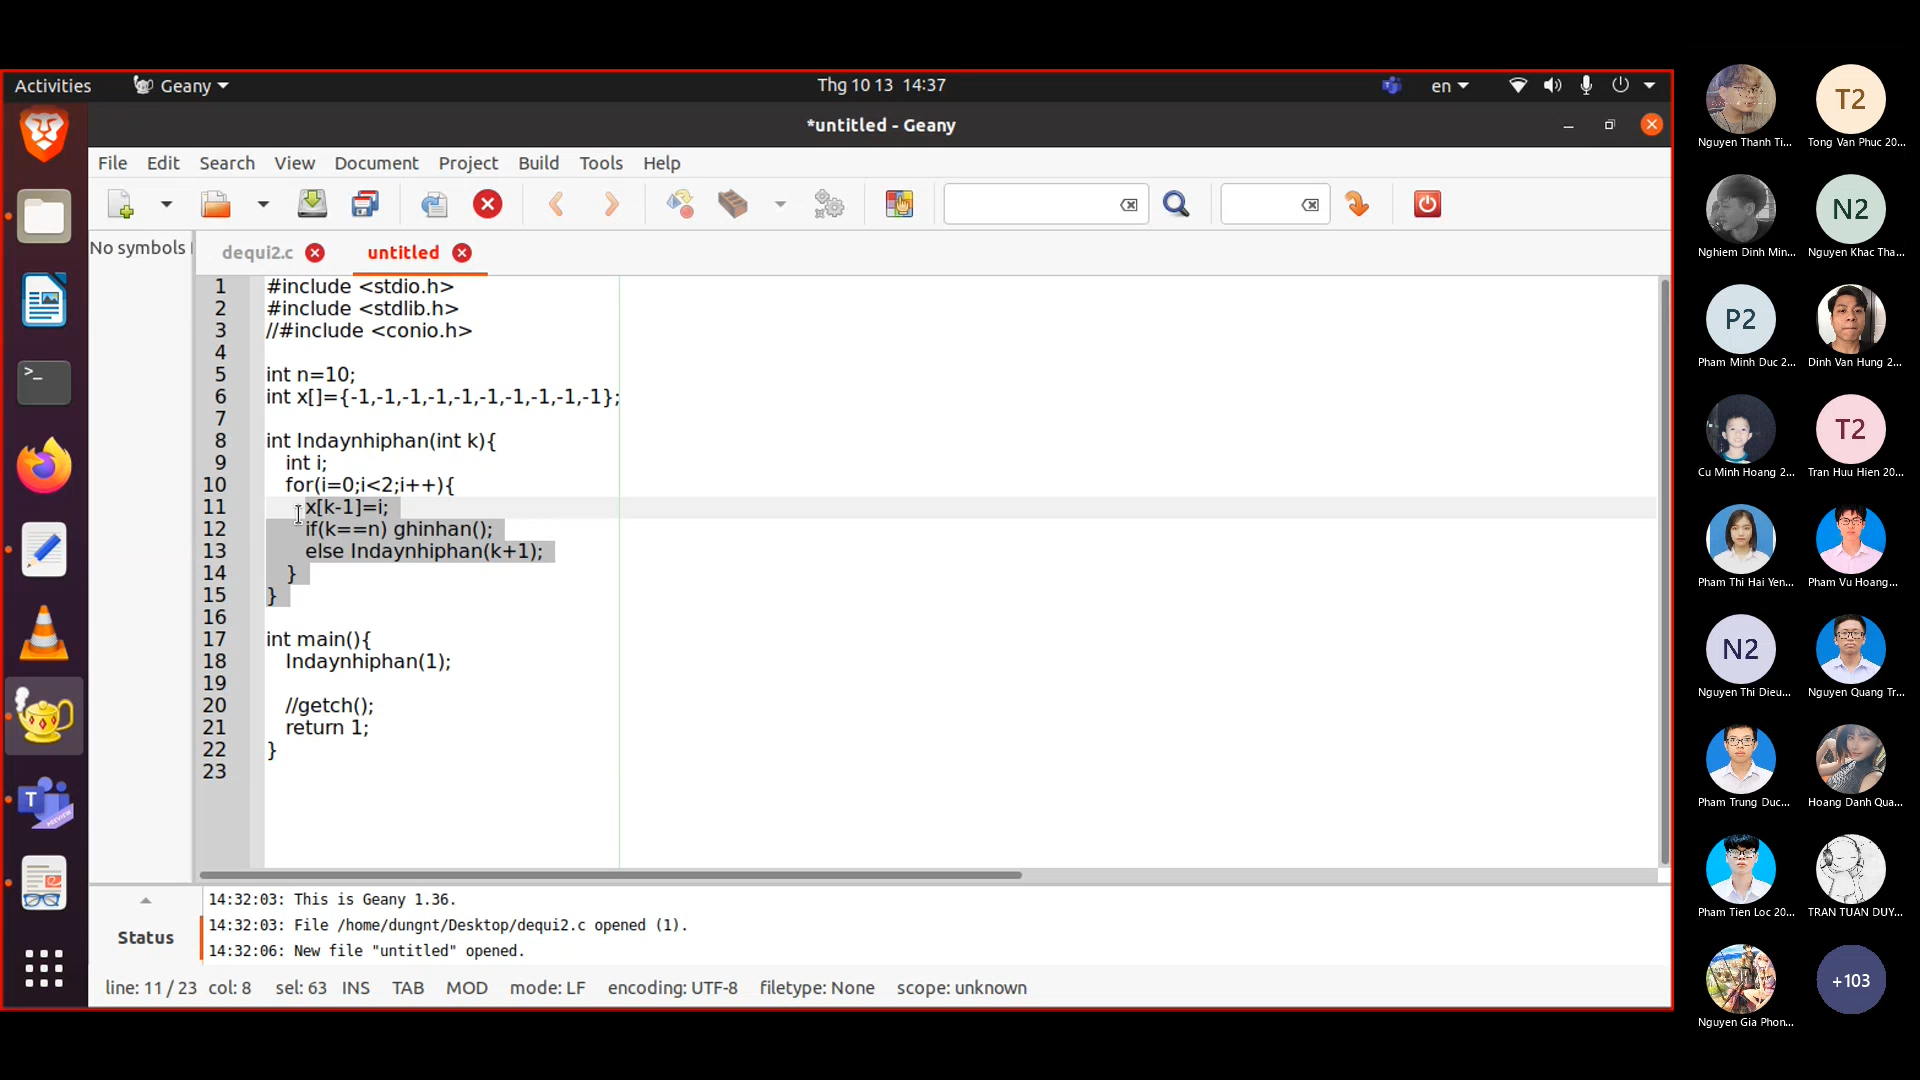 Activities
Geany
Thg 10 13 14:37
en
*untitled - Geany
File Edit Search View Document Project Build Tools Help
No symbols
dequi2.c
untitled
1 #include <stdio.h>
2 #include <stdlib.h>
3 //#include <conio.h>
4
5 int n=10;
6 int x[]={-1,-1,-1,-1,-1,-1,-1,-1,-1,-1};
7
8 int Indaynhiphan(int k){
9 int i;
10 for(i=0;i<2;i++){
11 x[k-1]=i;
12 if(k==n) ghinhan();
13 else Indaynhiphan(k+1);
14 }
15 }
16
17 int main(){
18 Indaynhiphan(1);
19
20 //getch();
21 return 1;
22 }
23
Status
14:32:03: This is Geany 1.36.
14:32:03: File /home/dungnt/Desktop/dequi2.c opened (1).
14:32:06: New file "untitled" opened.
line: 11 / 23 col: 8 sel: 63 INS TAB MOD mode: LF encoding: UTF-8 filetype: None scope: unknown
T
PREVIEW
Nguyen Thanh Ti...
T2
Tong Van Phuc 20...
Nghiem Dinh Min...
N2
Nguyen Khac Tha...
P2
Pham Minh Duc 2...
Dinh Van Hung 2...
Cu Minh Hoang 2...
T2
Tran Huu Hien 20...
Pham Thi Hai Yen...
Pham Vu Hoang...
N2
Nguyen Thi Dieu...
Nguyen Quang Tr...
Pham Trung Duc...
Hoang Danh Qua...
Pham Tien Loc 20...
TRAN TUAN DUY...
Nguyen Gia Phon...
+103